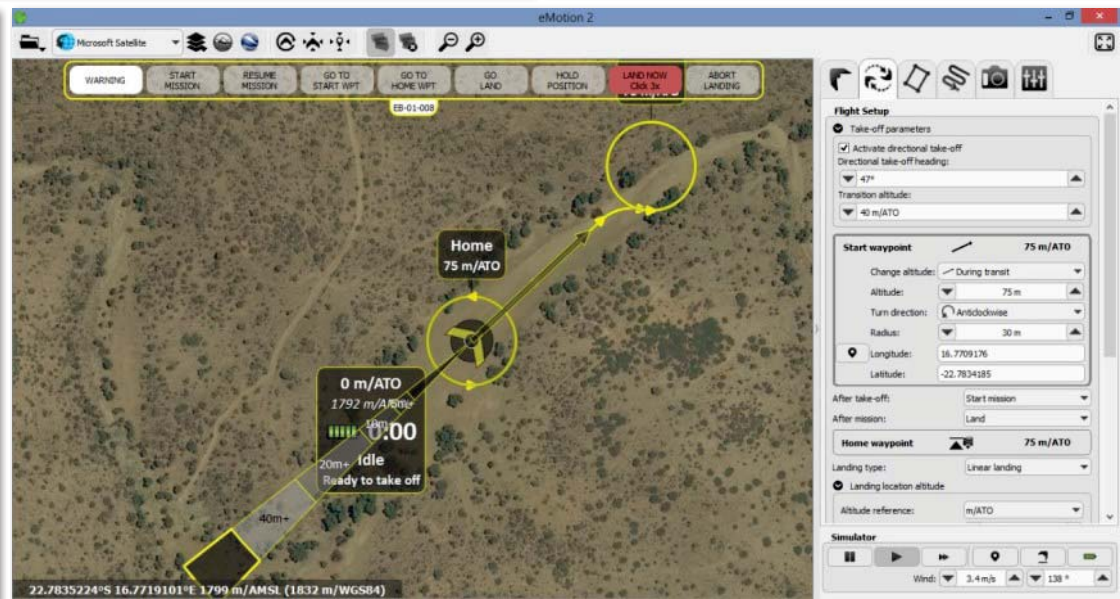 eMotion 2
Microsoft Satellite
WARNING
START MISSION
RESUME MISSION
GO TO START WPT
GO TO HOME WPT
GO LAND
HOLD POSITION
LAND NOW Click 3x
ABORT LANDING
EB-01-008
Home
75 m/ATO
0 m/ATO
0:00
Idle
Ready to take off
20m+
40m+
22.7835224°S 16.7719101°E 1799 m/AMSL (1832 m/WGS84)
Flight Setup
Take-off parameters
Activate directional take-off
Directional take-off heading:
47°
Transition altitude:
40 m/ATO
Start waypoint 75 m/ATO
Change altitude: During transit
Altitude: 75 m
Turn direction: Anticlockwise
Radius: 30 m
Longitude: 16.7709176
Latitude: -22.7834185
After take-off: Start mission
After mission: Land
Home waypoint 75 m/ATO
Landing type: Linear landing
Landing location altitude
Altitude reference: m/ATO
Simulator
Wind: 3.4 m/s 138 °